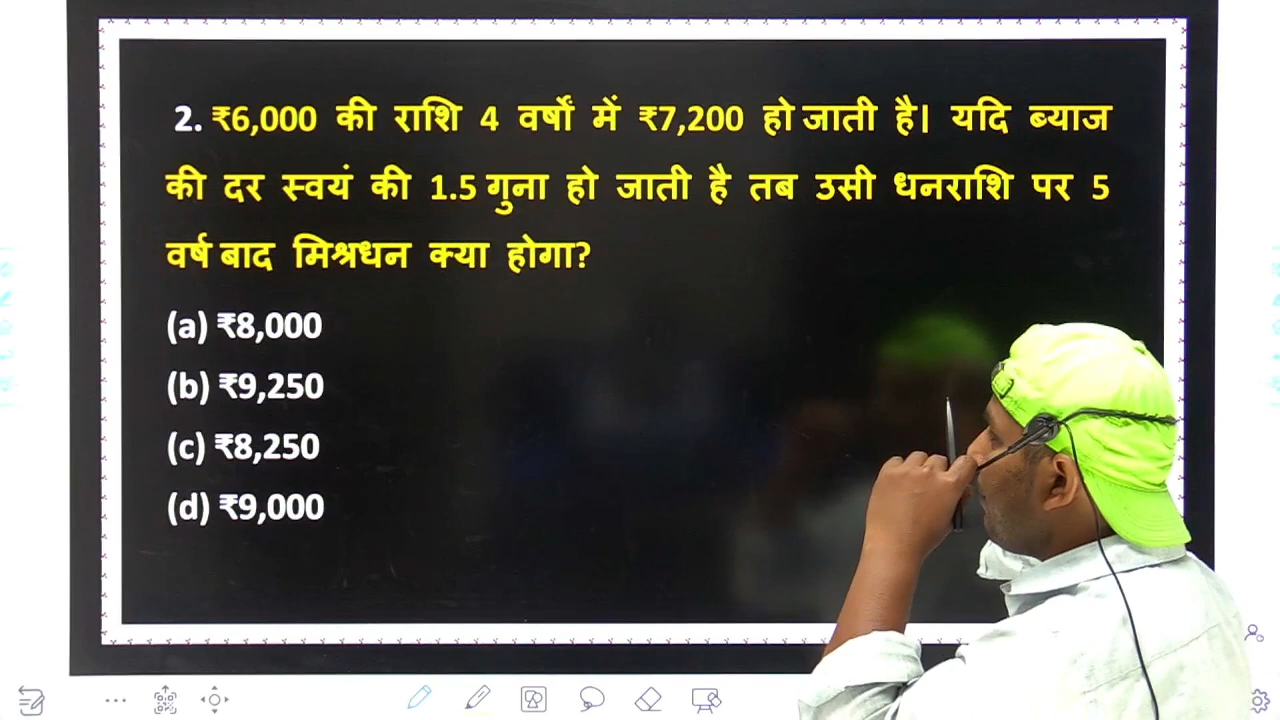 2. ₹6,000 की राशि 4 वर्षों में ₹7,200 हो जाती है। यदि ब्याज
की दर स्वयं की 1.5 गुना हो जाती है तब उसी धनराशि पर 5
वर्ष बाद मिश्रधन क्या होगा?
(a) ₹8,000
(b) ₹9,250
(c) ₹8,250
(d) ₹9,000